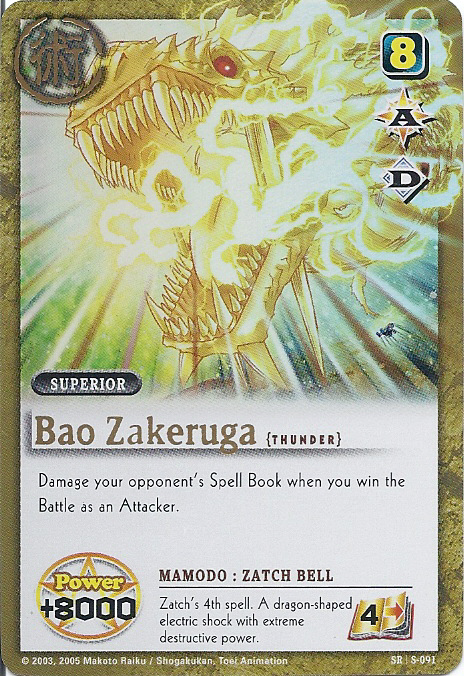 術
8
A
D
SUPERIOR
Bao Zakeruga {THUNDER}
Damage your opponent's Spell Book when you win the
Battle as an Attacker.
Power
+8000
MAMODO : ZATCH BELL
Zatch's 4th spell. A dragon-shaped
electric shock with extreme
destructive power.
4
© 2003, 2005 Makoto Raiku / Shogakukan, Toei Animation
SR | S-091